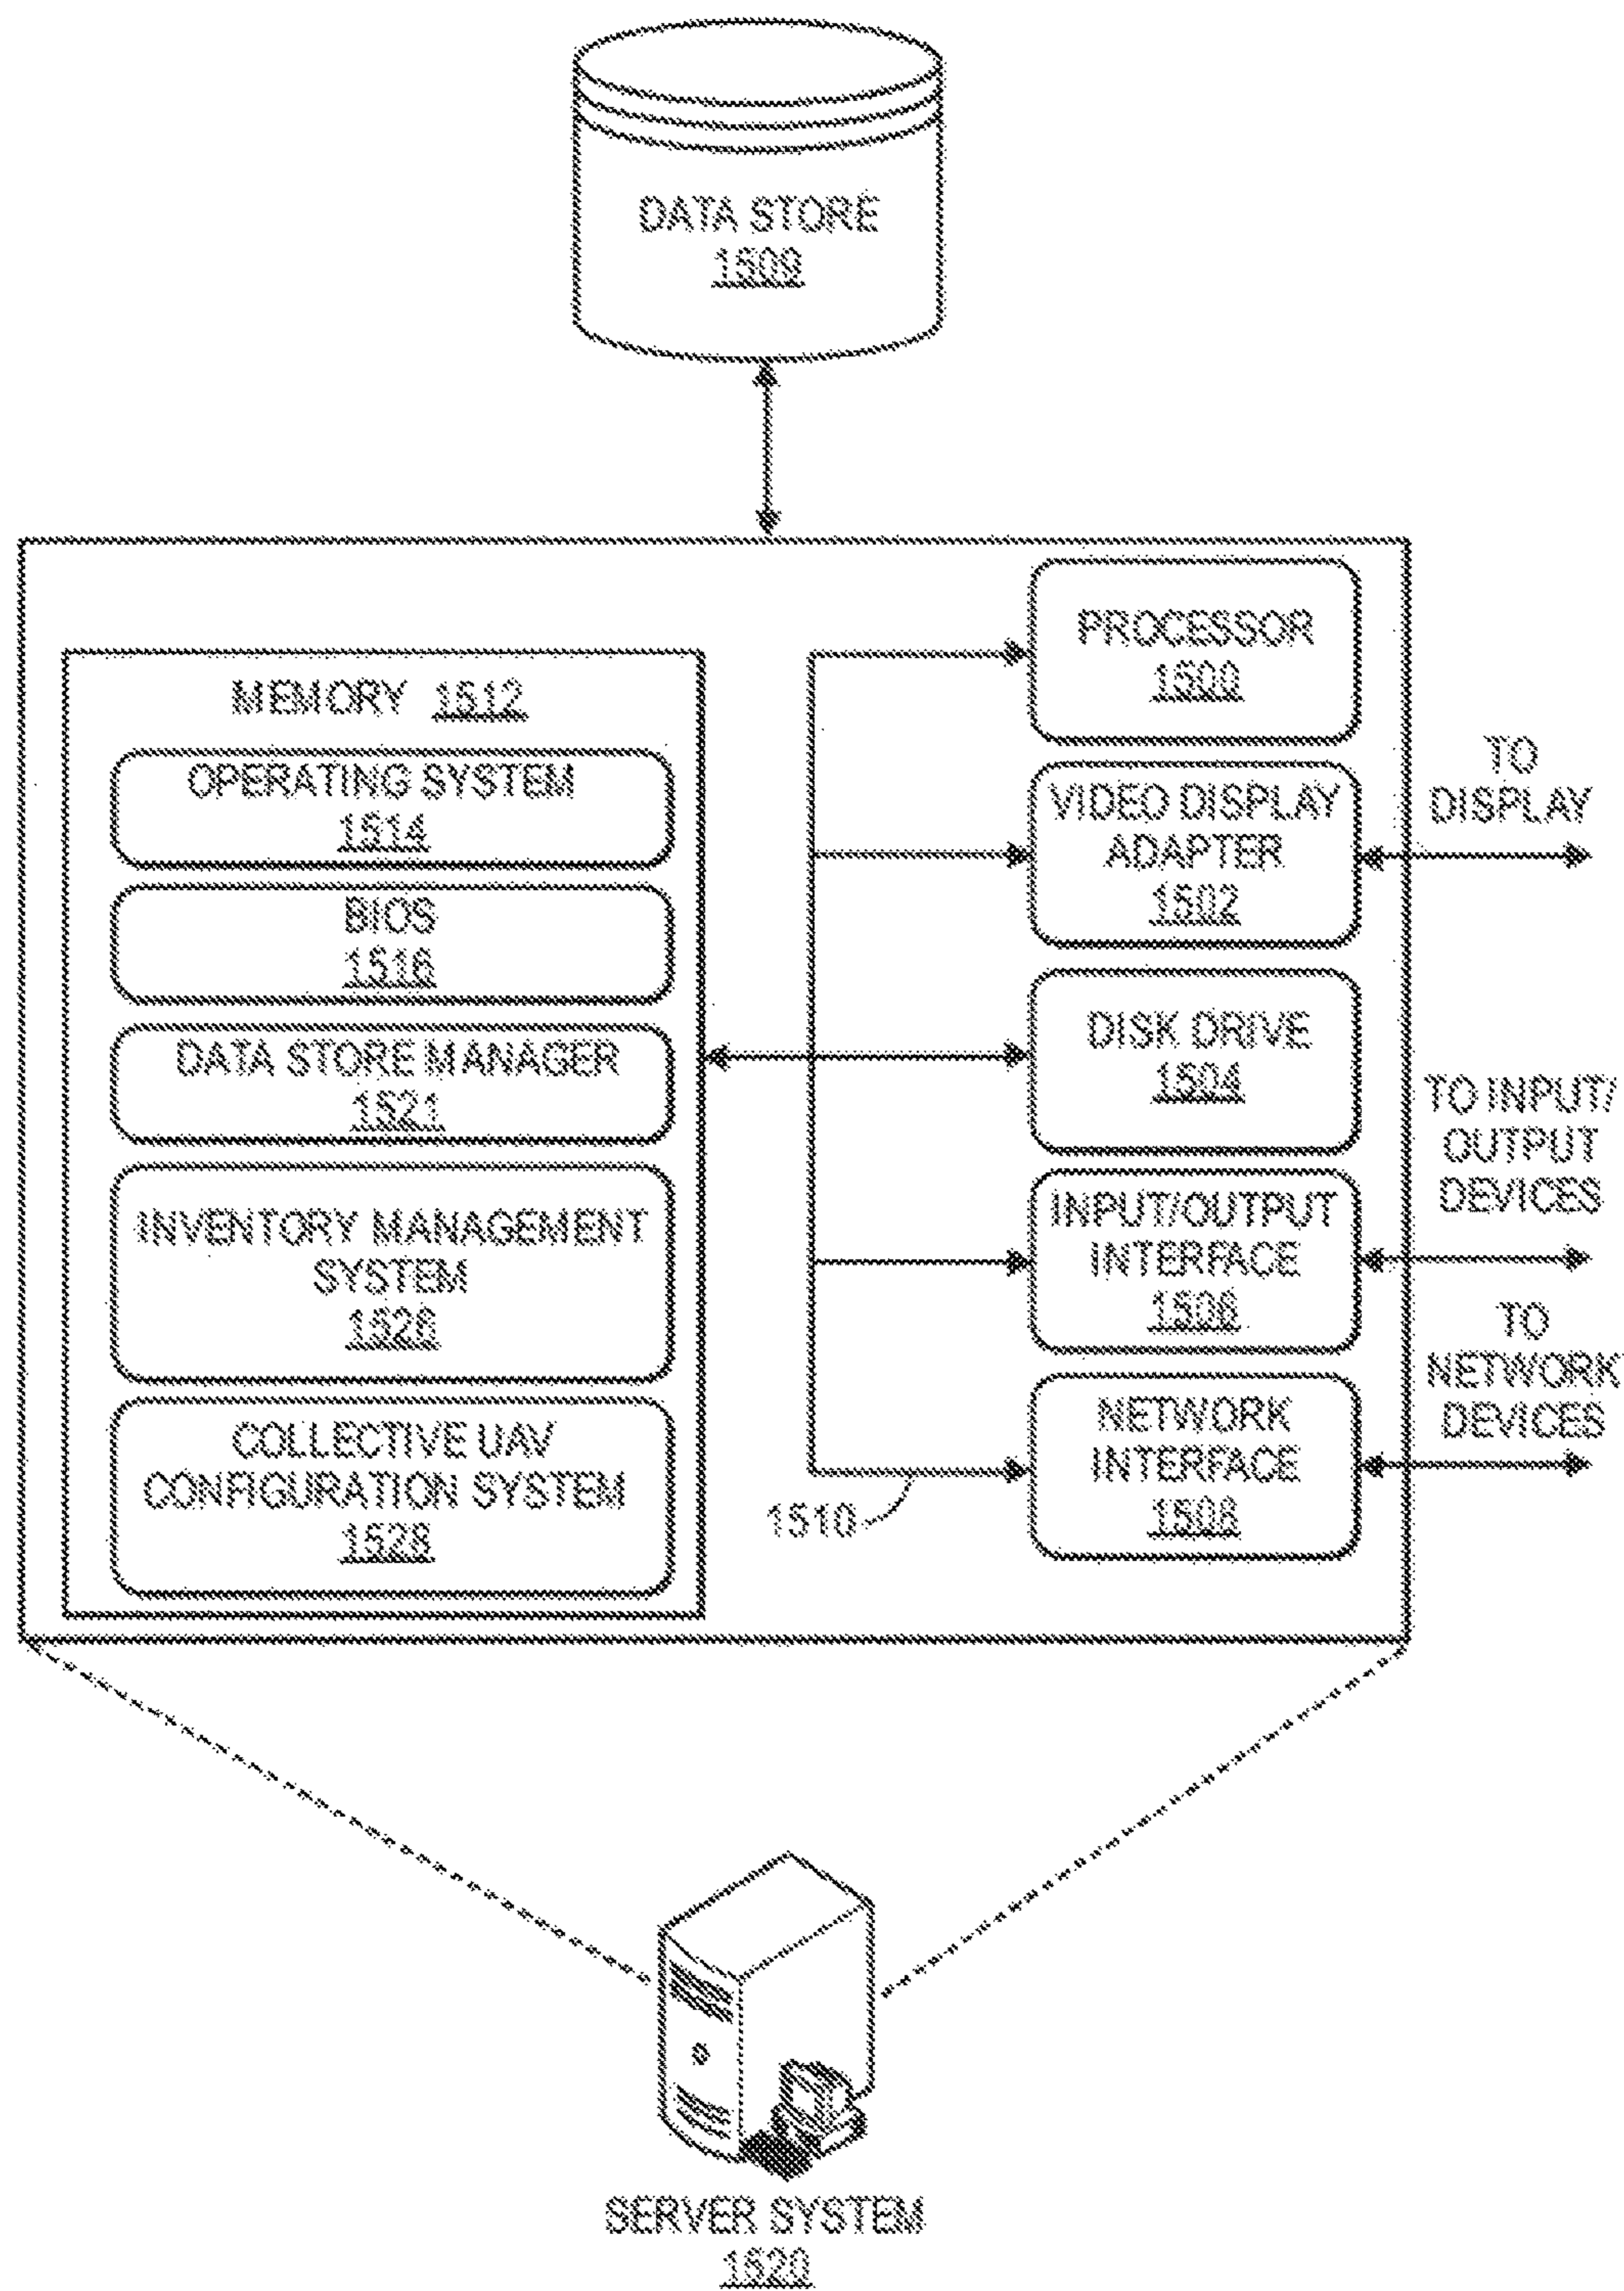 DATA STORE
1509
MEMORY 1512
OPERATING SYSTEM
1514
BIOS
1516
DATA STORE MANAGER
1521
INVENTORY MANAGEMENT
SYSTEM
1526
COLLECTIVE UAV
CONFIGURATION SYSTEM
1528
PROCESSOR
1500
VIDEO DISPLAY
ADAPTER
1502
DISK DRIVE
1504
INPUT/OUTPUT
INTERFACE
1506
NETWORK
INTERFACE
1508
1510
TO
DISPLAY
TO INPUT/
OUTPUT
DEVICES
TO
NETWORK
DEVICES
SERVER SYSTEM
1520